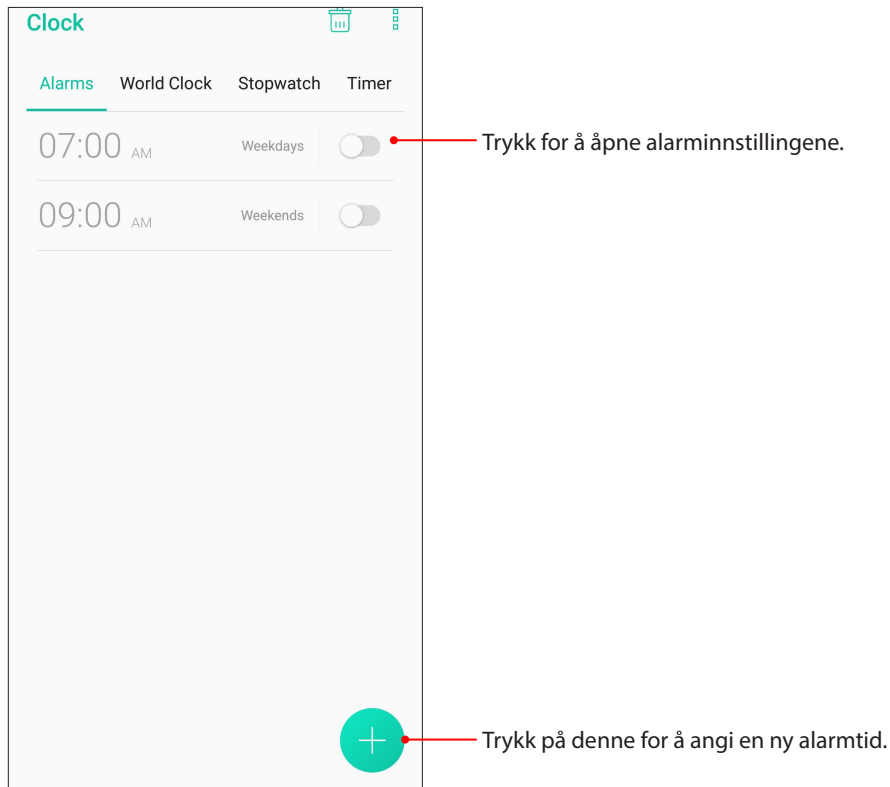 Clock
Alarms World Clock Stopwatch Timer
07:00 AM Weekdays
Trykk for å åpne alarminnstillingene.
09:00 AM Weekends
Trykk på denne for å angi en ny alarmtid.